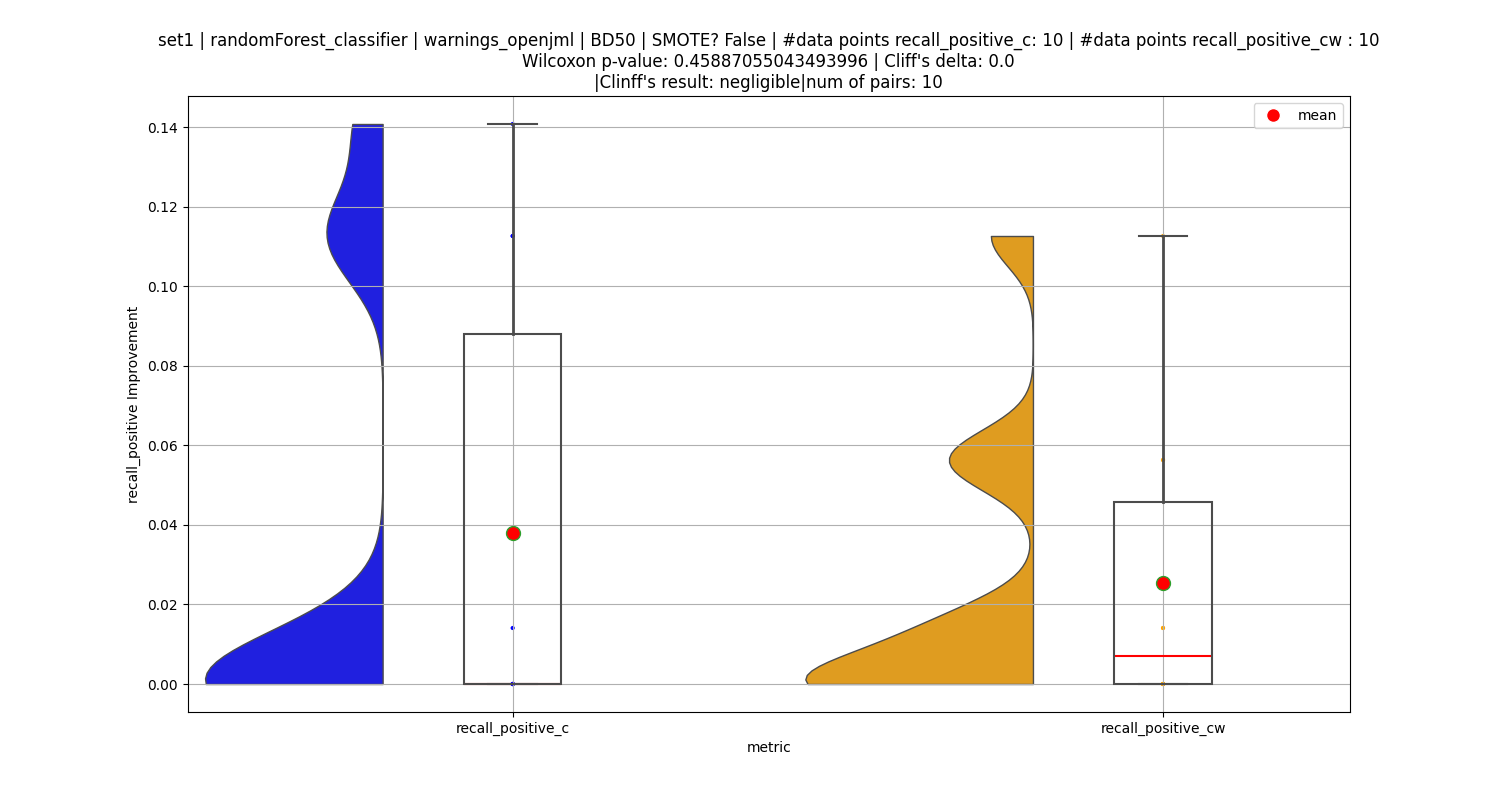 set1 | randomForest_classifier | warnings_openjml | BD50 | SMOTE? False | #data points recall_positive_c: 10 | #data points recall_positive_cw : 10
Wilcoxon p-value: 0.45887055043493996 | Cliff's delta: 0.0
|Clinff's result: negligible|num of pairs: 10
mean
0.14
0.12
0.10
0.08
0.06
0.04
0.02
0.00
recall_positive Improvement
recall_positive_c
recall_positive_cw
metric